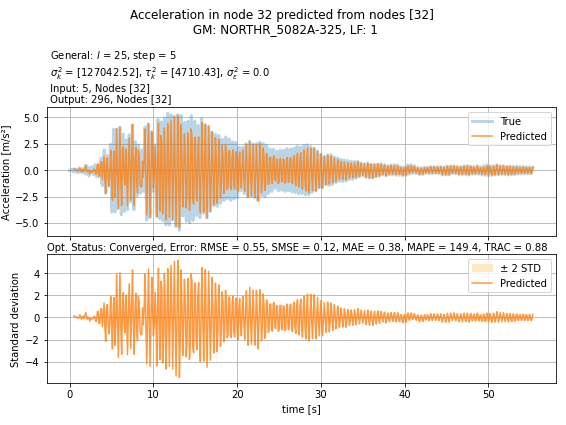 Acceleration in node 32 predicted from nodes [32]
GM: NORTHR_5082A-325, LF: 1
General: l = 25, step = 5
σ²ₖ = [127042.52], τ²ₖ = [4710.43], σ²ₑ = 0.0
Input: 5, Nodes [32]
Output: 296, Nodes [32]
5.0
2.5
0.0
−2.5
−5.0
Acceleration [m/s²]
True
Predicted
Opt. Status: Converged, Error: RMSE = 0.55, SMSE = 0.12, MAE = 0.38, MAPE = 149.4, TRAC = 0.88
4
2
0
−2
−4
Standard deviation
± 2 STD
Predicted
0 10 20 30 40 50
time [s]